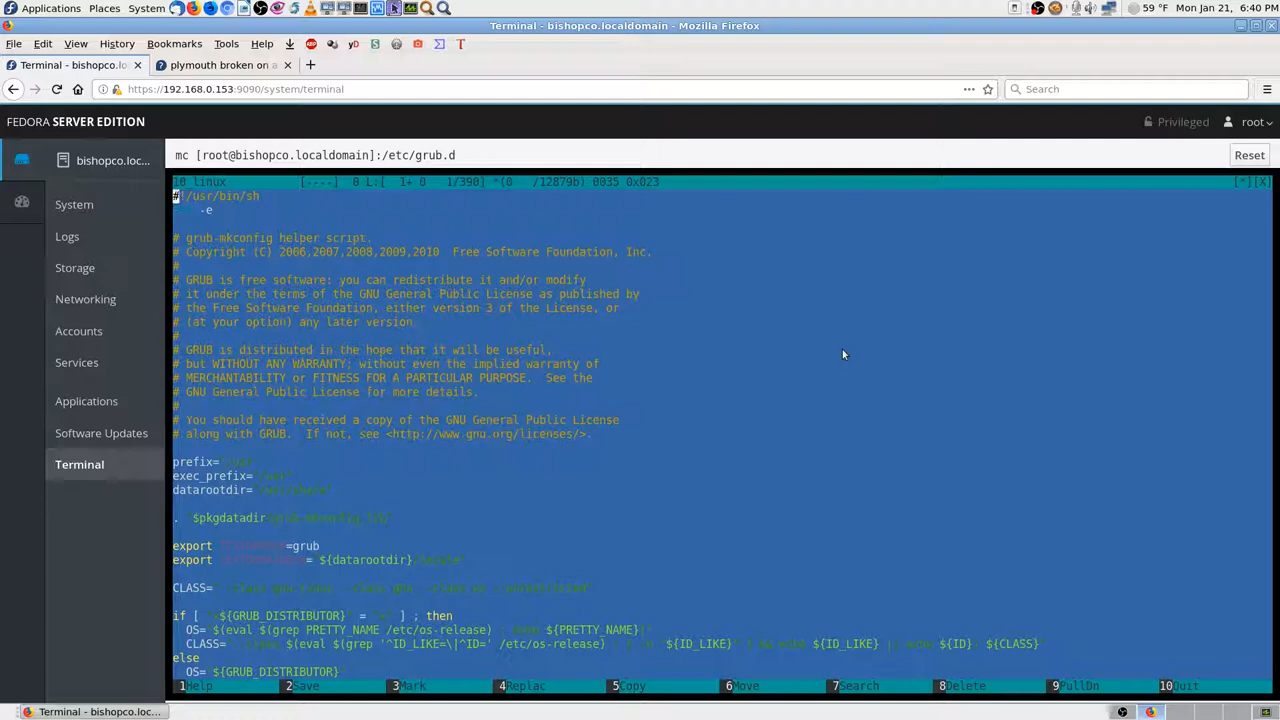 Applications Places System 59 °F Mon Jan 21, 6:40 PM
Terminal - bishopco.localdomain - Mozilla Firefox
File Edit View History Bookmarks Tools Help
Terminal - bishopco.lo plymouth broken on a
https://192.168.0.153:9090/system/terminal
Search
FEDORA SERVER EDITION Privileged root
bishopco.loc...
mc [root@bishopco.localdomain]:/etc/grub.d
Reset
System
Logs
Storage
Networking
Accounts
Services
Applications
Software Updates
Terminal
10 linux [----] 0 L:[ 1+ 0 1/390] *(0 /12879b) 0035 0x023 [*][X]
#!/usr/bin/sh
-e
# grub-mkconfig helper script.
# Copyright (C) 2006,2007,2008,2009,2010 Free Software Foundation, Inc.
#
# GRUB is free software: you can redistribute it and/or modify
# it under the terms of the GNU General Public License as published by
# the Free Software Foundation, either version 3 of the License, or
# (at your option) any later version
#
# GRUB is distributed in the hope that it will be useful,
# but WITHOUT ANY WARRANTY; without even the implied warranty of
# MERCHANTABILITY or FITNESS FOR A PARTICULAR PURPOSE. See the
# GNU General Public License for more details.
#
# You should have received a copy of the GNU General Public License
# along with GRUB. If not, see <http://www.gnu.org/licenses/>.
prefix=
exec_prefix=
datarootdir=
. $pkgdatadir
export =grub
export = ${datarootdir}
CLASS=
if [ ${GRUB_DISTRIBUTOR} = ] ; then
OS= $(eval $(grep PRETTY_NAME /etc/os-release) ; ${PRETTY_NAME}
CLASS= $(eval $(grep '^ID_LIKE=\|^ID=' /etc/os-release) ${ID_LIKE} ${ID_LIKE} || ${ID} ${CLASS}
else
OS= ${GRUB_DISTRIBUTOR}
1Help 2Save 3Mark 4Replac 5Copy 6Move 7Search 8Delete 9PullDn 10Quit
Terminal - bishopco.loc...